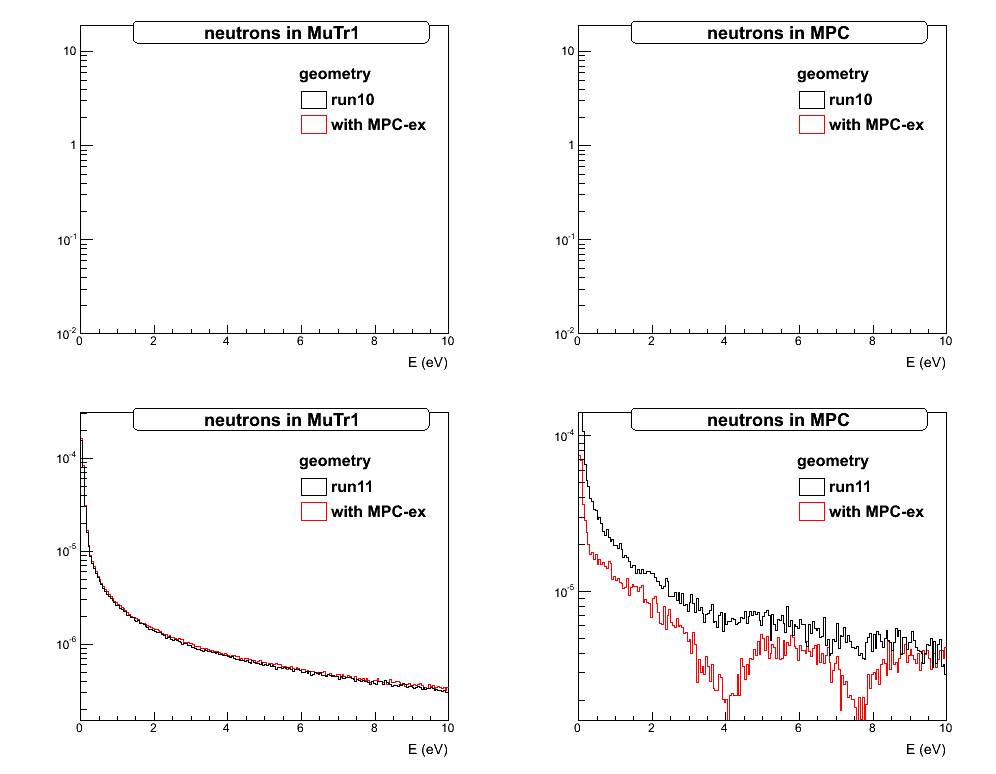 neutrons in MuTr1
geometry
run10
with MPC-ex
10
1
10^-1
10^-2
0 2 4 6 8 10
E (eV)
neutrons in MPC
geometry
run10
with MPC-ex
10
1
10^-1
10^-2
0 2 4 6 8 10
E (eV)
neutrons in MuTr1
geometry
run11
with MPC-ex
10^-4
10^-5
10^-6
0 2 4 6 8 10
E (eV)
neutrons in MPC
geometry
run11
with MPC-ex
10^-4
10^-5
0 2 4 6 8 10
E (eV)